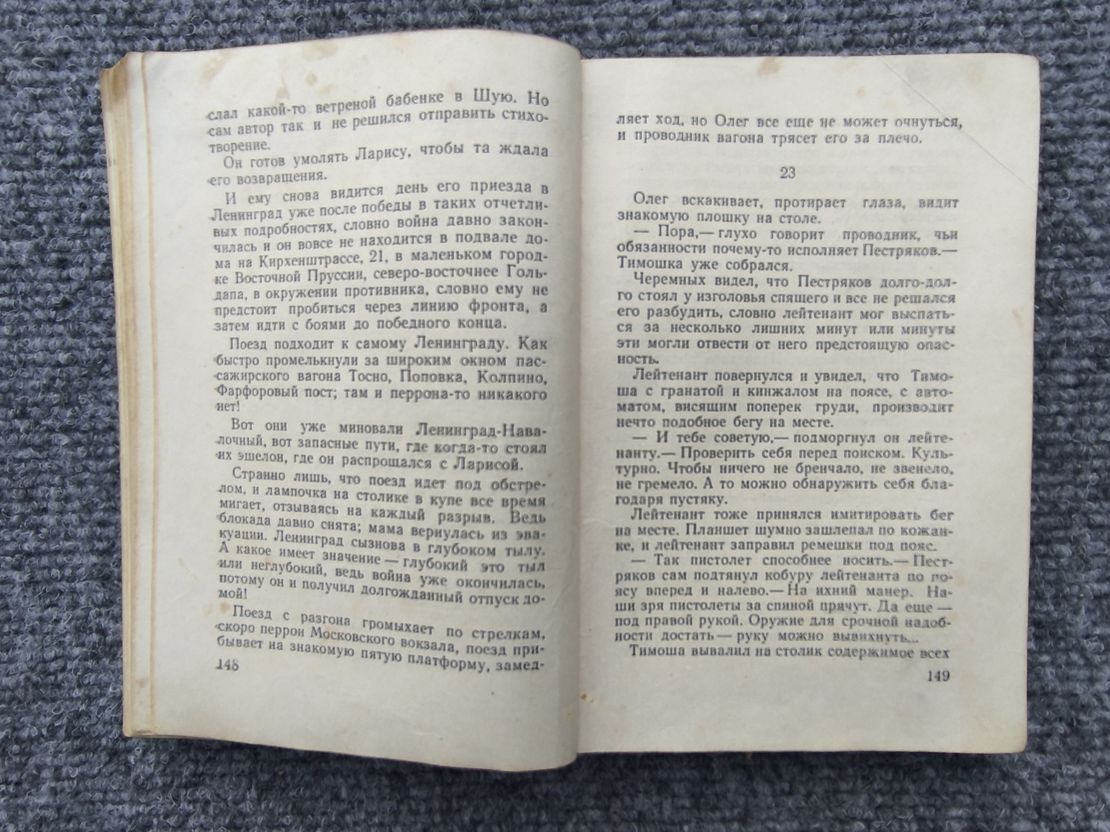 слал какой-то ветреной бабенке в Шую. Но
сам автор так и не решился отправить стихо-
творение.
Он готов умолять Ларису, чтобы та ждала
его возвращения.
И ему снова видится день его приезда в
Ленинград уже после победы в таких отчетли-
вых подробностях, словно война давно закон-
чилась и он вовсе не находится в подвале до-
ма на Кирхенштрассе, 21, в маленьком город-
ке Восточной Пруссии, северо-восточнее Голь-
дапа, в окружении противника, словно ему не
предстоит пробиться через линию фронта, а
затем идти с боями до победного конца.
Поезд подходит к самому Ленинграду. Как
быстро промелькнули за широким окном пас-
сажирского вагона Тосно, Поповка, Колпино,
Фарфоровый пост; там и перрона-то никакого
нет!
Вот они уже миновали Ленинград-Нава-
лочный, вот запасные пути, где когда-то стоял
их эшелон, где он распрощался с Ларисой.
Странно лишь, что поезд идет под обстре-
лом, и лампочка на столике в купе все время
мигает, отзываясь на каждый разрыв. Ведь
блокада давно снята; мама вернулась из эва-
куации. Ленинград сызнова в глубоком тылу.
А какое имеет значение — глубокий это тыл
или неглубокий, ведь война уже окончилась,
потому он и получил долгожданный отпуск до-
мой!
Поезд с разгона громыхает по стрелкам,
скоро перрон Московского вокзала, поезд при-
бывает на знакомую пятую платформу, замед-
148
ляет ход, но Олег все еще не может очнуться,
и проводник вагона трясет его за плечо.
23
Олег вскакивает, протирает глаза, видит
знакомую плошку на столе.
— Пора,— глухо говорит проводник, чьи
обязанности почему-то исполняет Пестряков.—
Тимошка уже собрался.
Черемных видел, что Пестряков долго-дол-
го стоял у изголовья спящего и все не решался
его разбудить, словно лейтенант мог выспать-
ся за несколько лишних минут или минуты
эти могли отвести от него предстоящую опас-
ность.
Лейтенант повернулся и увидел, что Тимо-
ша с гранатой и кинжалом на поясе, с авто-
матом, висящим поперек груди, производит
нечто подобное бегу на месте.
— И тебе советую,— подморгнул он лейте-
нанту.— Проверить себя перед поиском. Куль-
турно. Чтобы ничего не бренчало, не звенело,
не гремело. А то можно обнаружить себя бла-
годаря пустяку.
Лейтенант тоже принялся имитировать бег
на месте. Планшет шумно зашлепал по кожан-
ке, и лейтенант заправил ремешки под пояс.
— Так пистолет способнее носить.— Пест-
ряков сам подтянул кобуру лейтенанта по по-
ясу вперед и налево.— На ихний манер. На-
ши зря пистолеты за спиной прячут. Да еще —
под правой рукой. Оружие для срочной надоб-
ности достать — руку можно вывихнуть...
Тимоша вывалил на столик содержимое всех
149